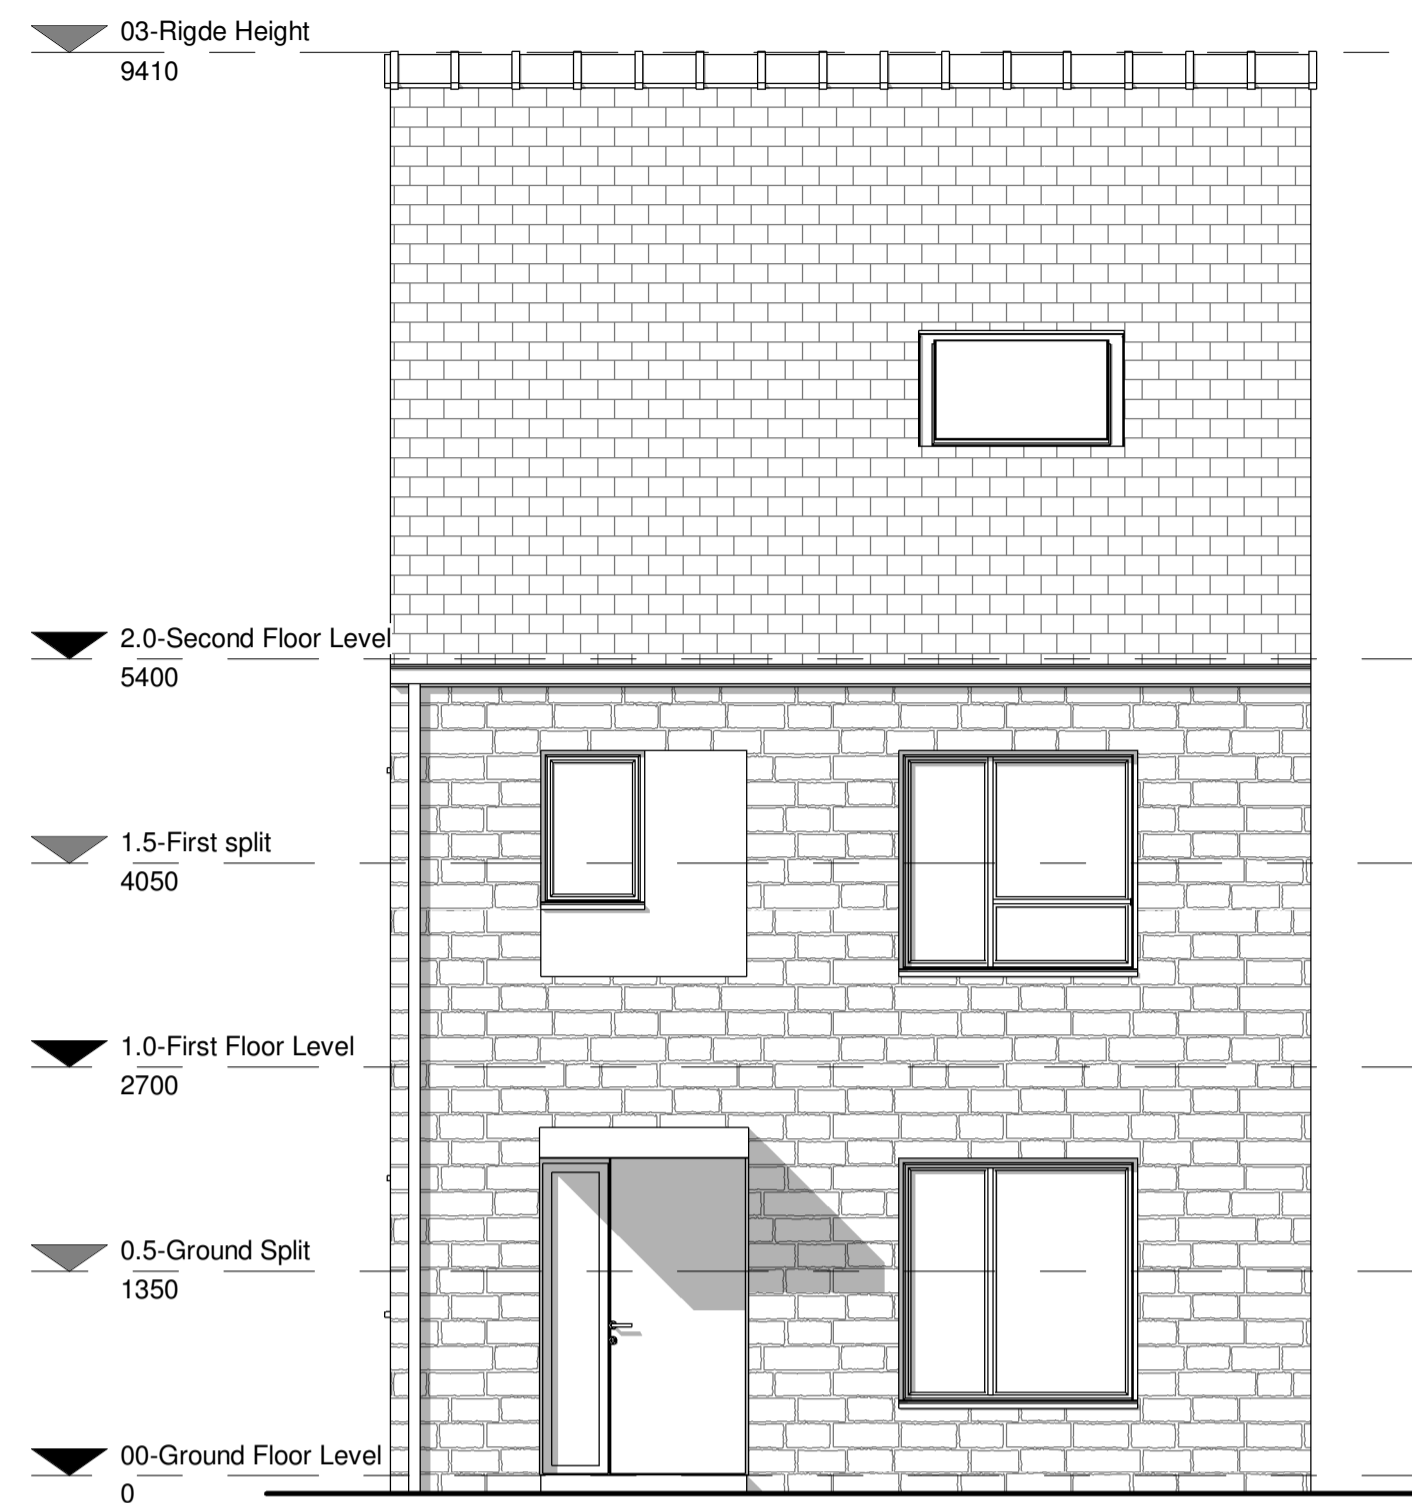 03-Rigde Height
9410
2.0-Second Floor Level
5400
1.5-First split
4050
1.0-First Floor Level
2700
0.5-Ground Split
1350
00-Ground Floor Level
0